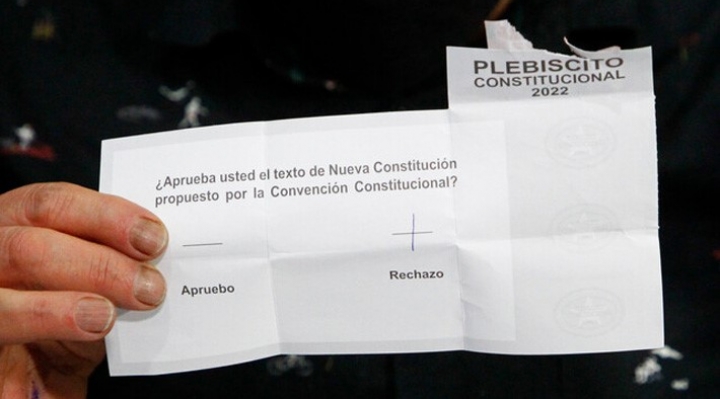 PLEBISCITO
CONSTITUCIONAL
2022
¿Aprueba usted el texto de Nueva Constitución
propuesto por la Convención Constitucional?
Apruebo
Rechazo